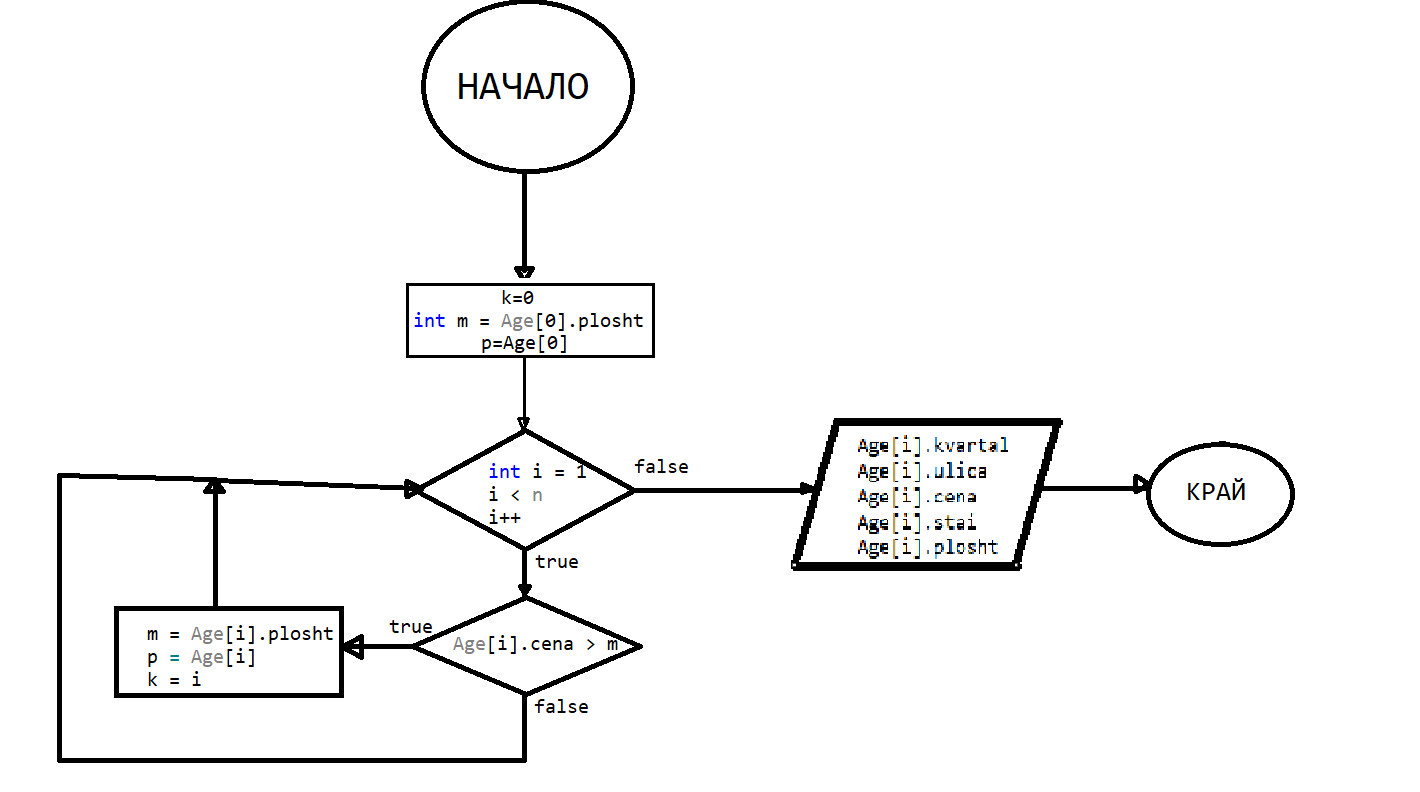 НАЧАЛО
k=0
int m = Age[0].plosht
p=Age[0]
int i = 1
i < n
i++
false
true
Age[i].kvartal
Age[i].ulica
Age[i].cena
Age[i].stai
Age[i].plosht
КРАЙ
Age[i].cena > m
true
false
m = Age[i].plosht
p = Age[i]
k = i